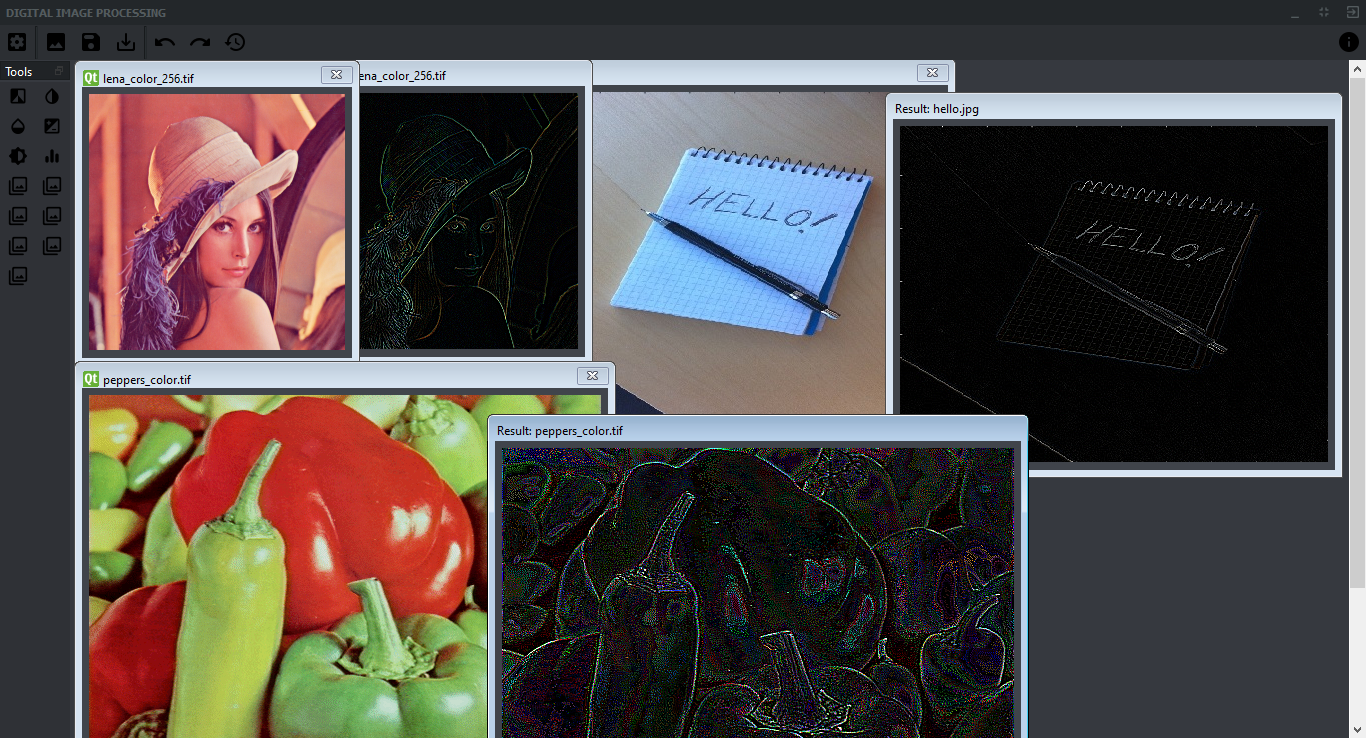 DIGITAL IMAGE PROCESSING
Tools
Qt lena_color_256.tif
ena_color_256.tif
Result: hello.jpg
HELLO!
HELLO!
Qt peppers_color.tif
Result: peppers_color.tif